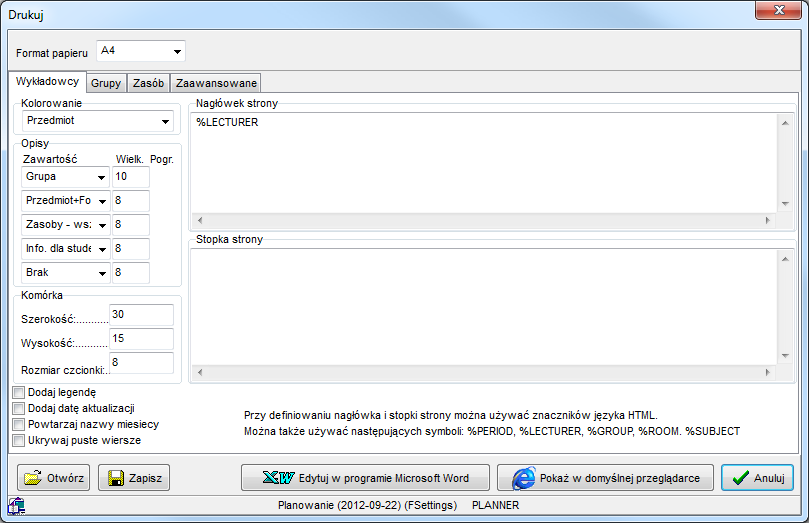 Drukuj
Format papieru A4
Wykładowcy Grupy Zasób Zaawansowane
Kolorowanie
Przedmiot
Opisy
Zawartość Wielk. Pogr.
Grupa 10
Przedmiot+Fo 8
Zasoby - wsz 8
Info. dla stude 8
Brak 8
Komórka
Szerokość:........... 30
Wysokość:........... 15
Rozmiar czcionki:.. 8
Dodaj legendę
Dodaj datę aktualizacji
Powtarzaj nazwy miesiecy
Ukrywaj puste wiersze
Nagłówek strony
%LECTURER
Stopka strony
Przy definiowaniu nagłówka i stopki strony można używać znaczników języka HTML.
Można także używać następujących symboli: %PERIOD, %LECTURER, %GROUP, %ROOM. %SUBJECT
Otwórz Zapisz Edytuj w programie Microsoft Word Pokaż w domyślnej przeglądarce Anuluj
Planowanie (2012-09-22) (FSettings) PLANNER